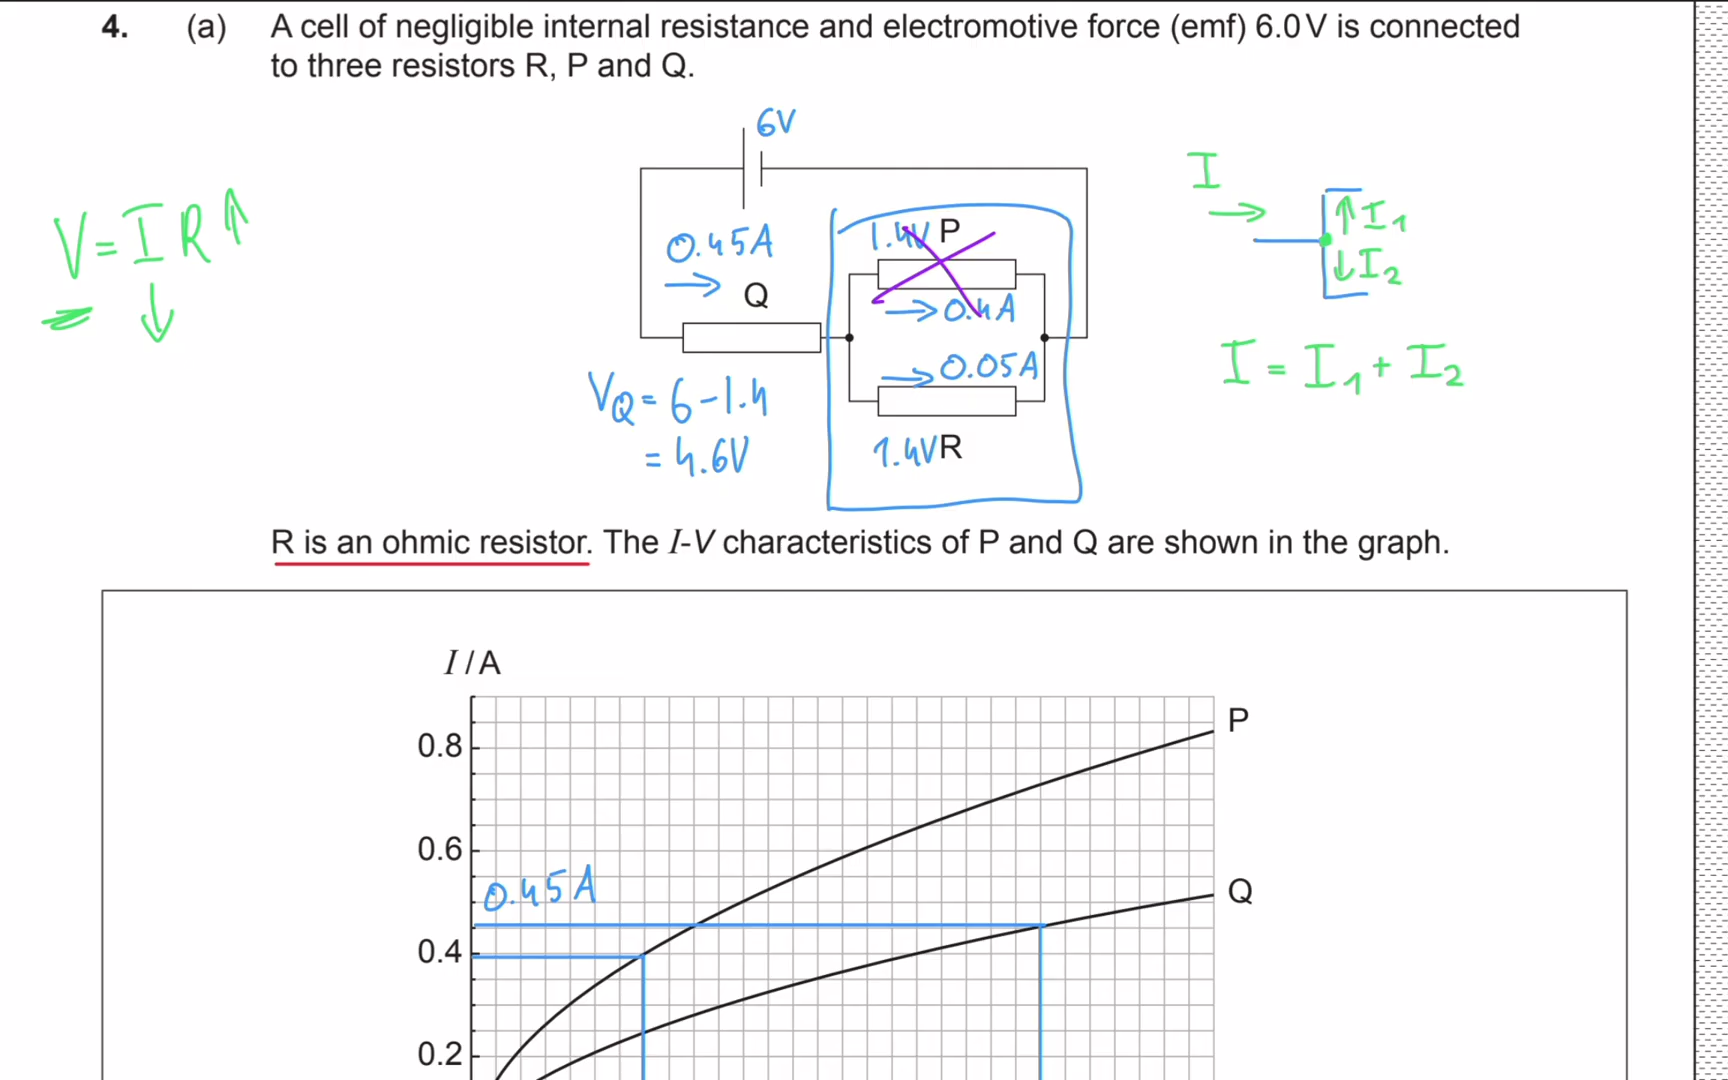 4. (a) A cell of negligible internal resistance and electromotive force (emf) 6.0 V is connected
to three resistors R, P and Q.
6V
I
V = I R ↑
↓
0.45A
→
Q
1.4V P
→ 0.4A
→ 0.05A
1.4V R
V_Q = 6 - 1.4
= 4.6V
→
↑ I₁
↓ I₂
I = I₁ + I₂
R is an ohmic resistor. The I-V characteristics of P and Q are shown in the graph.
I / A
P
0.8
0.6
0.45A
Q
0.4
0.2